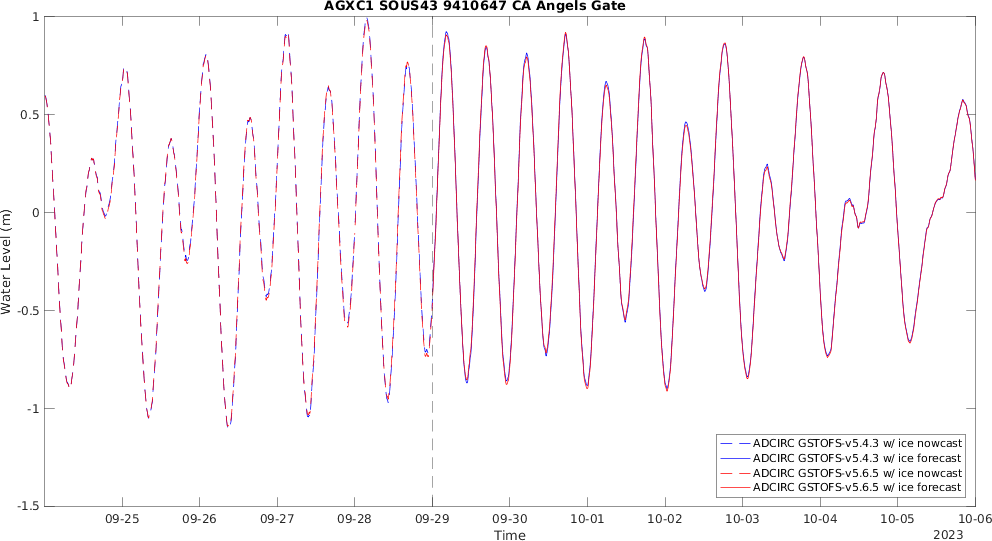 AGXC1 SOUS43 9410647 CA Angels Gate
1
0.5
0
-0.5
-1
-1.5
Water Level (m)
09-25 09-26 09-27 09-28 09-29 09-30 10-01 10-02 10-03 10-04 10-05 10-06
Time
2023
ADCIRC GSTOFS-v5.4.3 w/ ice nowcast
ADCIRC GSTOFS-v5.4.3 w/ ice forecast
ADCIRC GSTOFS-v5.6.5 w/ ice nowcast
ADCIRC GSTOFS-v5.6.5 w/ ice forecast